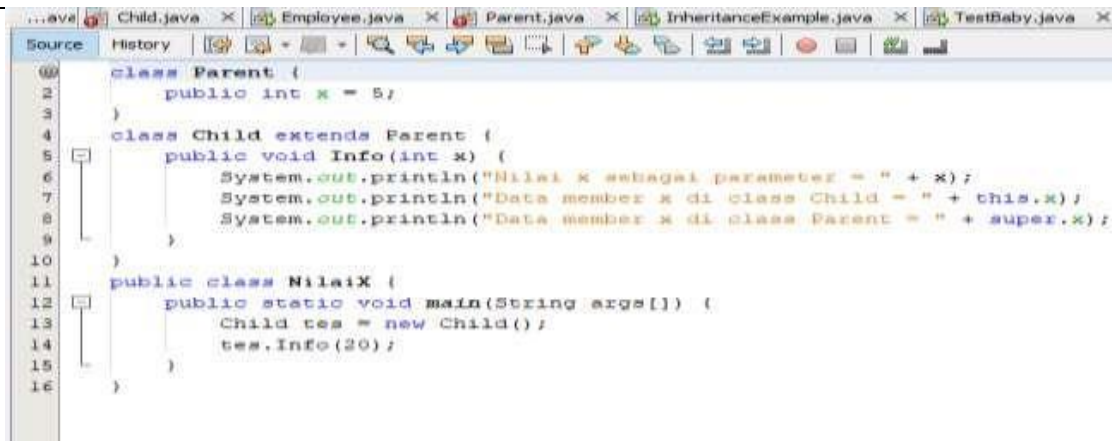 ...ava Child.java × Employee.java × Parent.java × InheritanceExample.java × TestBaby.java ×
Source History
class Parent {
2 public int x = 5;
3 }
4 class Child extends Parent {
5 public void Info(int x) {
6 System.out.println("Nilai x sebagai parameter = " + x);
7 System.out.println("Data member x di class Child = " + this.x);
8 System.out.println("Data member x di class Parent = " + super.x);
9 }
10 }
11 public class NilaiX {
12 public static void main(String args[]) {
13 Child tes = new Child();
14 tes.Info(20);
15 }
16 }